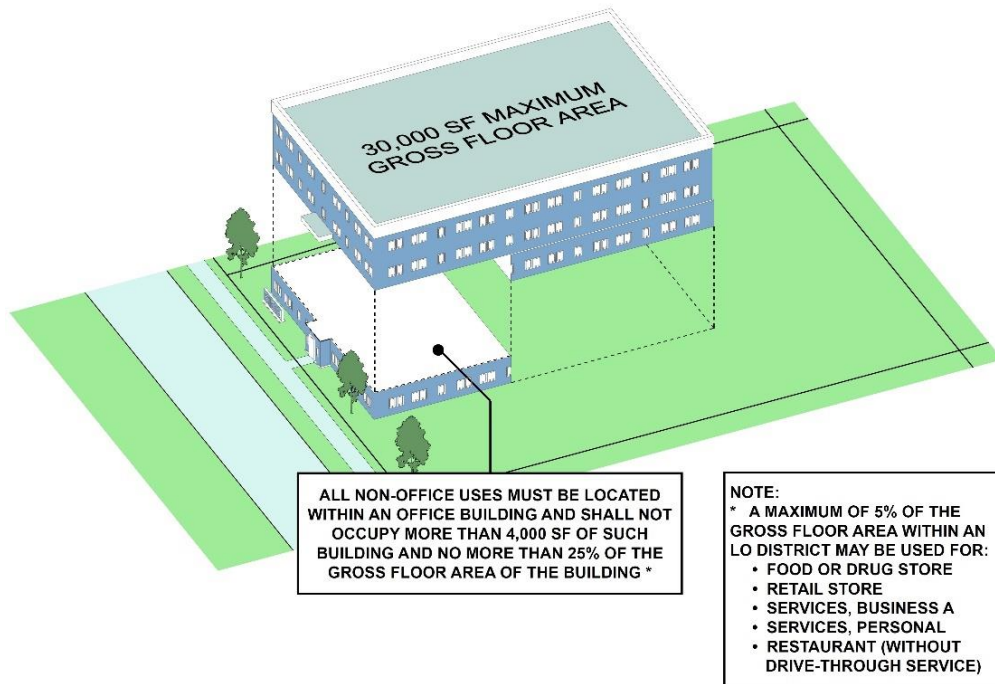 30,000 SF MAXIMUM
GROSS FLOOR AREA
ALL NON-OFFICE USES MUST BE LOCATED
WITHIN AN OFFICE BUILDING AND SHALL NOT
OCCUPY MORE THAN 4,000 SF OF SUCH
BUILDING AND NO MORE THAN 25% OF THE
GROSS FLOOR AREA OF THE BUILDING *
NOTE:
* A MAXIMUM OF 5% OF THE
GROSS FLOOR AREA WITHIN AN
LO DISTRICT MAY BE USED FOR:
• FOOD OR DRUG STORE
• RETAIL STORE
• SERVICES, BUSINESS A
• SERVICES, PERSONAL
• RESTAURANT (WITHOUT
DRIVE-THROUGH SERVICE)